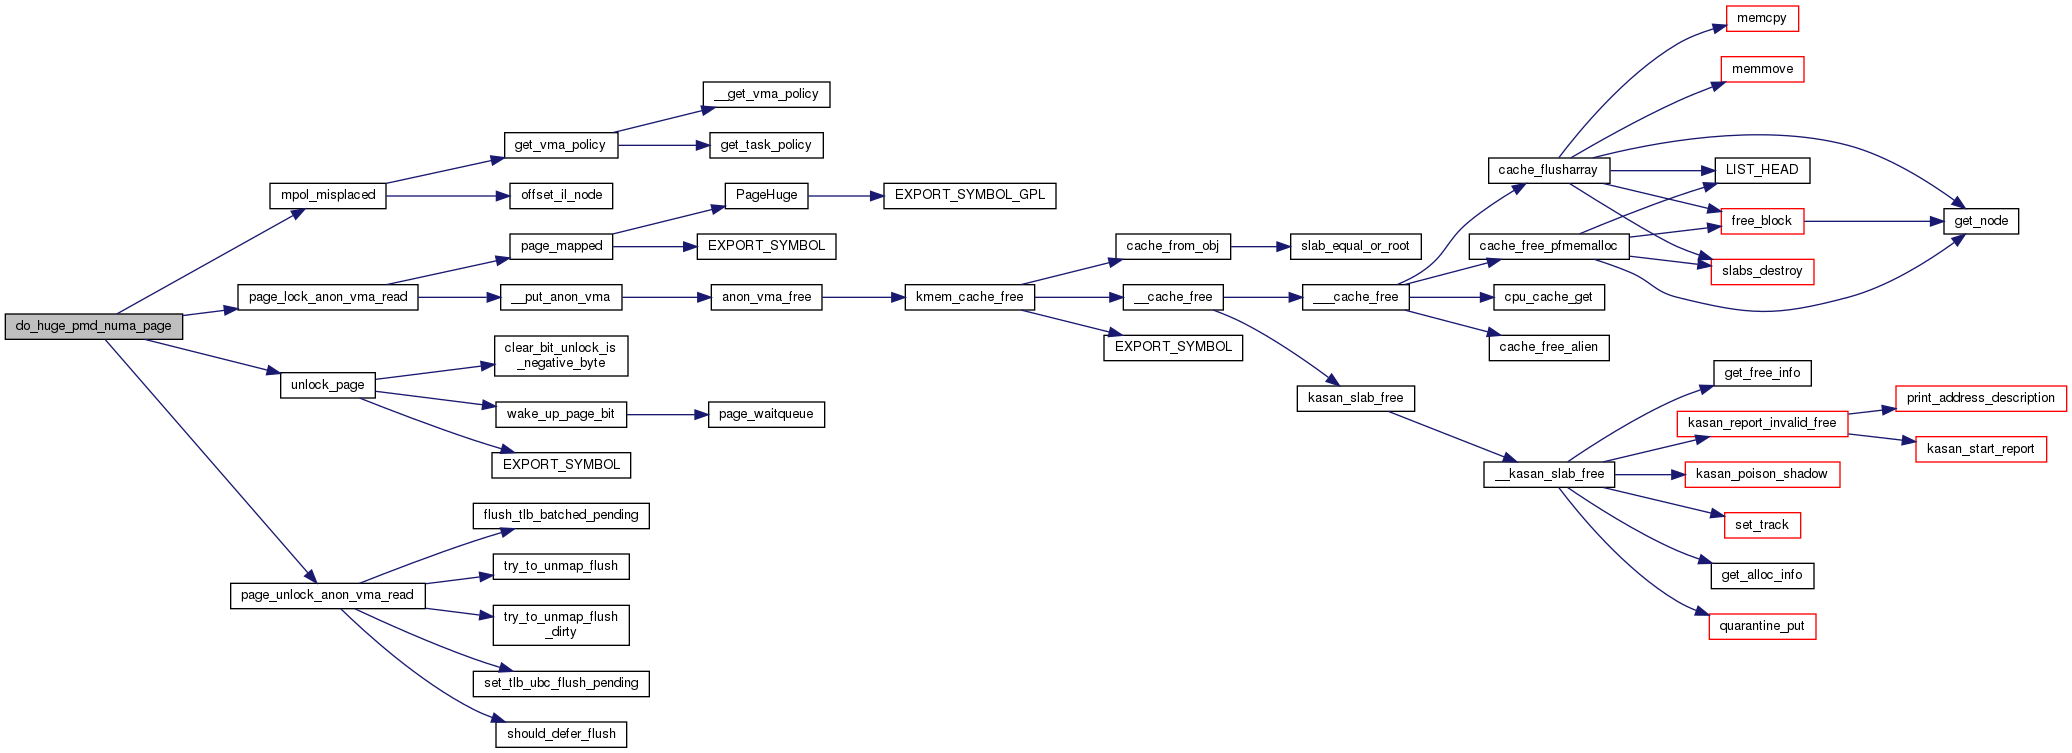 do_huge_pmd_numa_page
mpol_misplaced
get_vma_policy
__get_vma_policy
get_task_policy
offset_il_node
page_lock_anon_vma_read
page_mapped
PageHuge
EXPORT_SYMBOL_GPL
EXPORT_SYMBOL
__put_anon_vma
anon_vma_free
kmem_cache_free
cache_from_obj
slab_equal_or_root
__cache_free
___cache_free
cache_flusharray
memcpy
memmove
LIST_HEAD
free_block
get_node
slabs_destroy
cache_free_pfmemalloc
cpu_cache_get
cache_free_alien
kasan_slab_free
__kasan_slab_free
get_free_info
kasan_report_invalid_free
print_address_description
kasan_start_report
kasan_poison_shadow
set_track
get_alloc_info
quarantine_put
EXPORT_SYMBOL
unlock_page
clear_bit_unlock_is
_negative_byte
wake_up_page_bit
page_waitqueue
EXPORT_SYMBOL
page_unlock_anon_vma_read
flush_tlb_batched_pending
try_to_unmap_flush
try_to_unmap_flush
_dirty
set_tlb_ubc_flush_pending
should_defer_flush